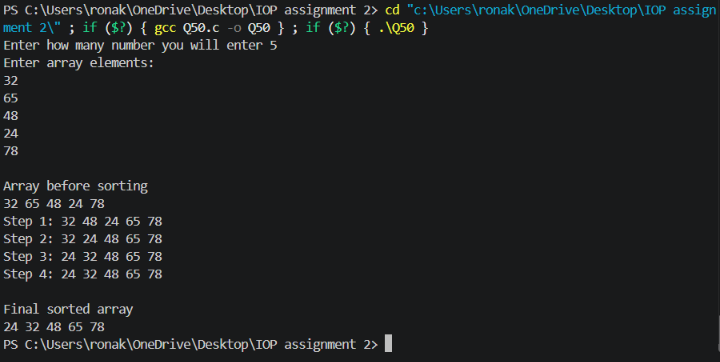 PS C:\Users\ronak\OneDrive\Desktop\IOP assignment 2> cd "c:\Users\ronak\OneDrive\Desktop\IOP assign
ment 2\" ; if ($?) { gcc Q50.c -o Q50 } ; if ($?) { .\Q50 }
Enter how many number you will enter 5
Enter array elements:
32
65
48
24
78
Array before sorting
32 65 48 24 78
Step 1: 32 48 24 65 78
Step 2: 32 24 48 65 78
Step 3: 24 32 48 65 78
Step 4: 24 32 48 65 78
Final sorted array
24 32 48 65 78
PS C:\Users\ronak\OneDrive\Desktop\IOP assignment 2>